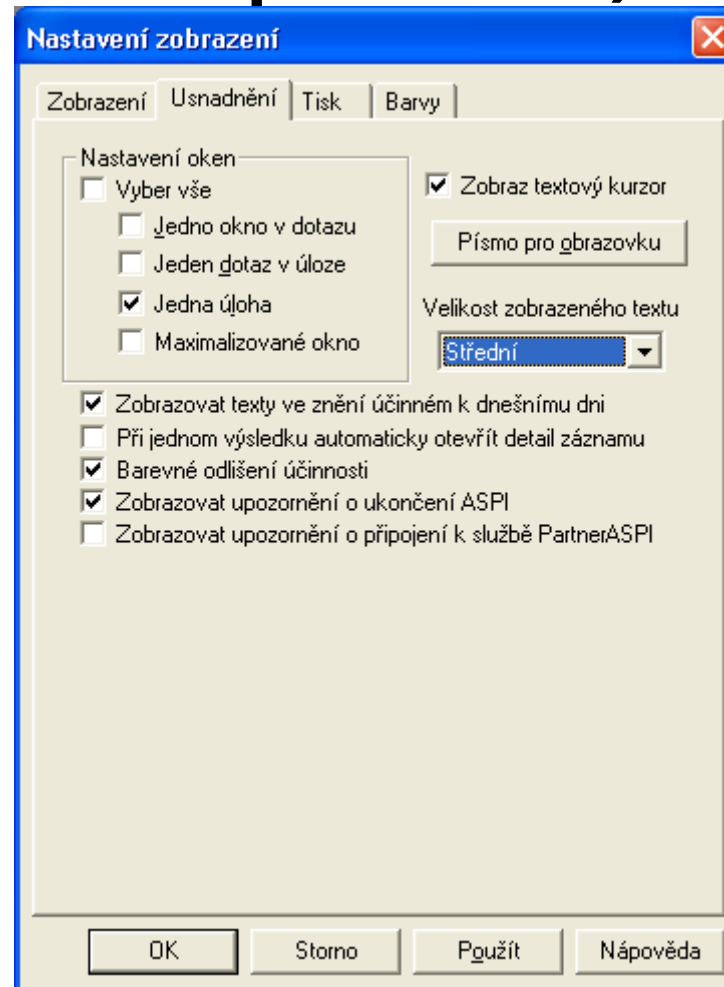 Nastavení zobrazení
Zobrazení Usnadnění Tisk Barvy
Nastavení oken
Vyber vše
Jedno okno v dotazu
Jeden dotaz v úloze
Jedna úloha
Maximalizované okno
Zobraz textový kurzor
Písmo pro obrazovku
Velikost zobrazeného textu
Střední
Zobrazovat texty ve znění účinném k dnešnímu dni
Při jednom výsledku automaticky otevřít detail záznamu
Barevné odlišení účinnosti
Zobrazovat upozornění o ukončení ASPI
Zobrazovat upozornění o připojení k službě PartnerASPI
OK Storno Použít Nápověda